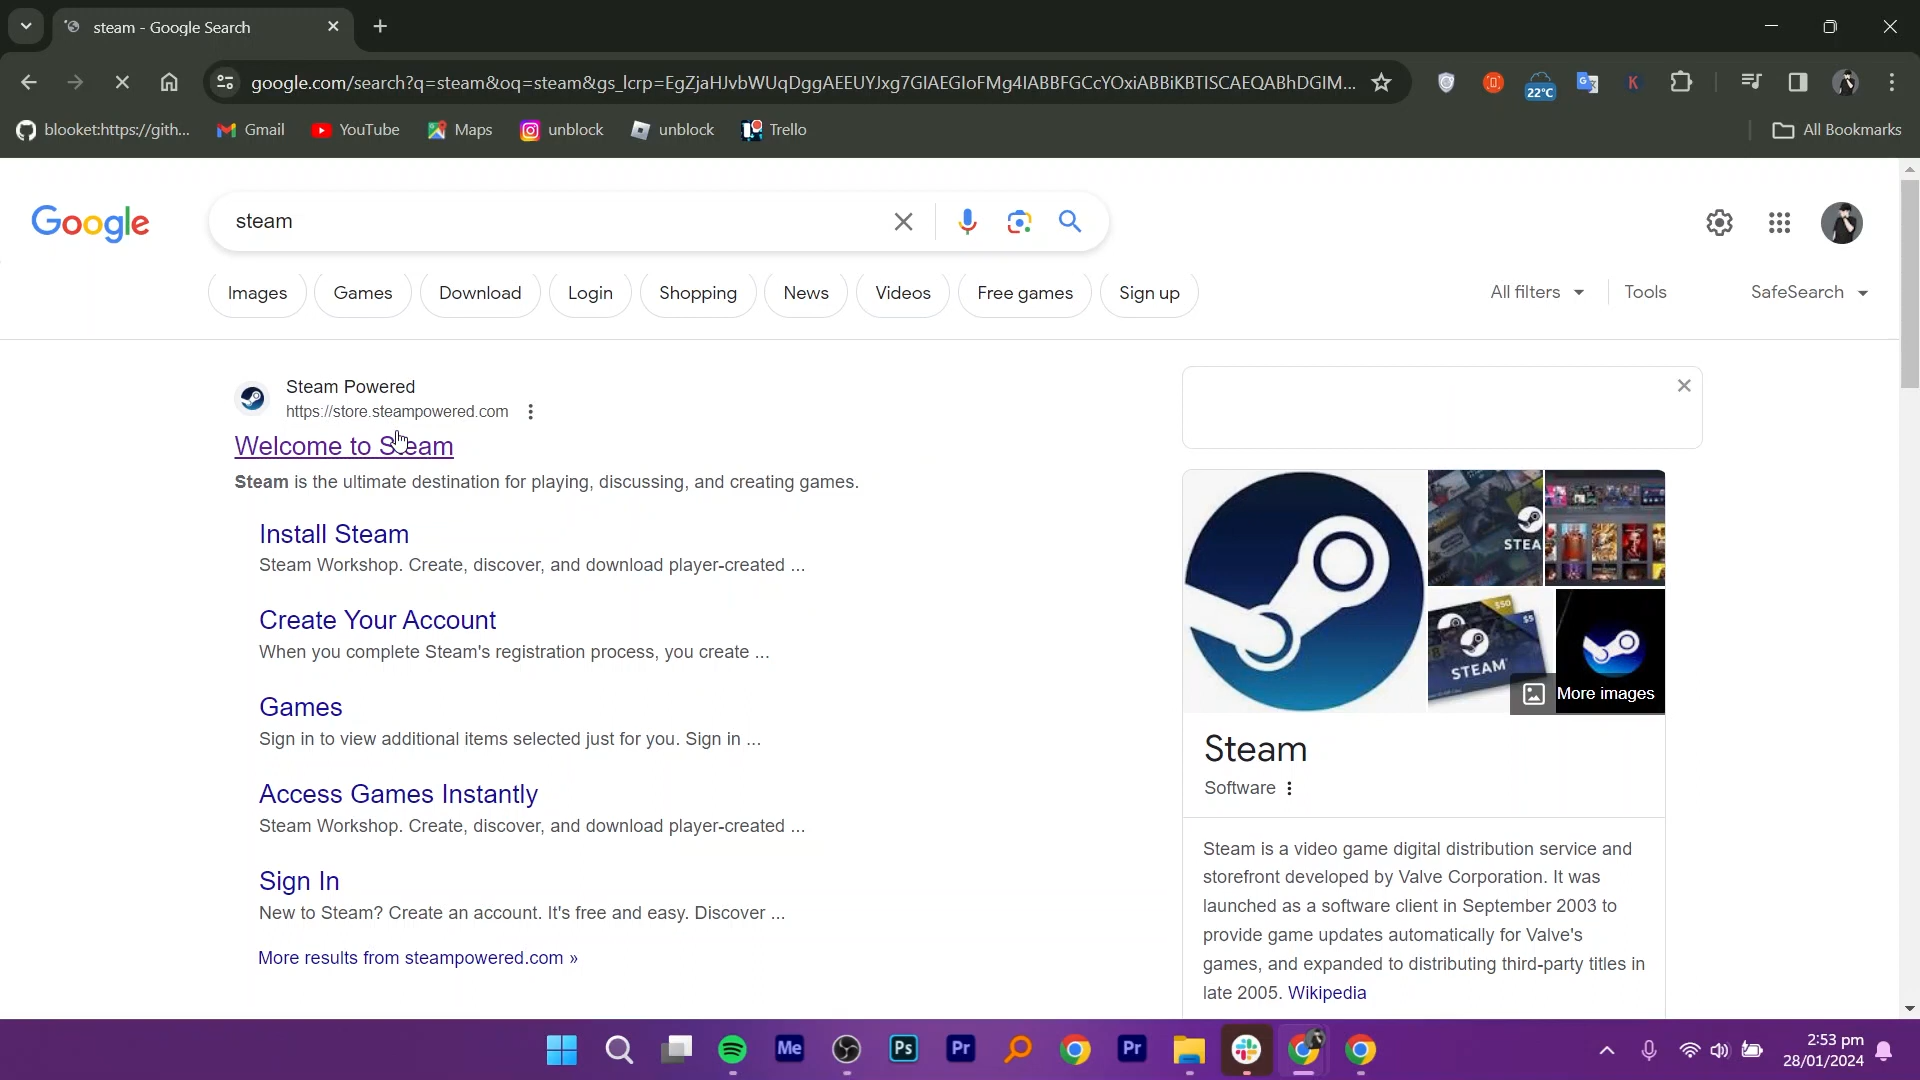 steam - Google Search
google.com/search?q=steam&oq=steam&gs_lcrp=EgZjaHJvbWUqDggAEEUYJxg7GIAEGIoFMg4IABBFGCcYOxiABBiKBTISCAEQABhDGIM...
22°C
K
blooket:https://gith...
Gmail
YouTube
Maps
unblock
unblock
Trello
All Bookmarks
Google
steam
Images
Games
Download
Login
Shopping
News
Videos
Free games
Sign up
All filters
Tools
SafeSearch
Steam Powered
https://store.steampowered.com
Welcome to Steam
Steam is the ultimate destination for playing, discussing, and creating games.
Install Steam
Steam Workshop. Create, discover, and download player-created ...
Create Your Account
When you complete Steam's registration process, you create ...
Games
Sign in to view additional items selected just for you. Sign in ...
Access Games Instantly
Steam Workshop. Create, discover, and download player-created ...
Sign In
New to Steam? Create an account. It's free and easy. Discover ...
More results from steampowered.com »
STEA
$50
$5
STEAM
More images
Steam
Software
Steam is a video game digital distribution service and
storefront developed by Valve Corporation. It was
launched as a software client in September 2003 to
provide game updates automatically for Valve's
games, and expanded to distributing third-party titles in
late 2005. Wikipedia
Me
Ps
Pr
Pr
2:53 pm
28/01/2024